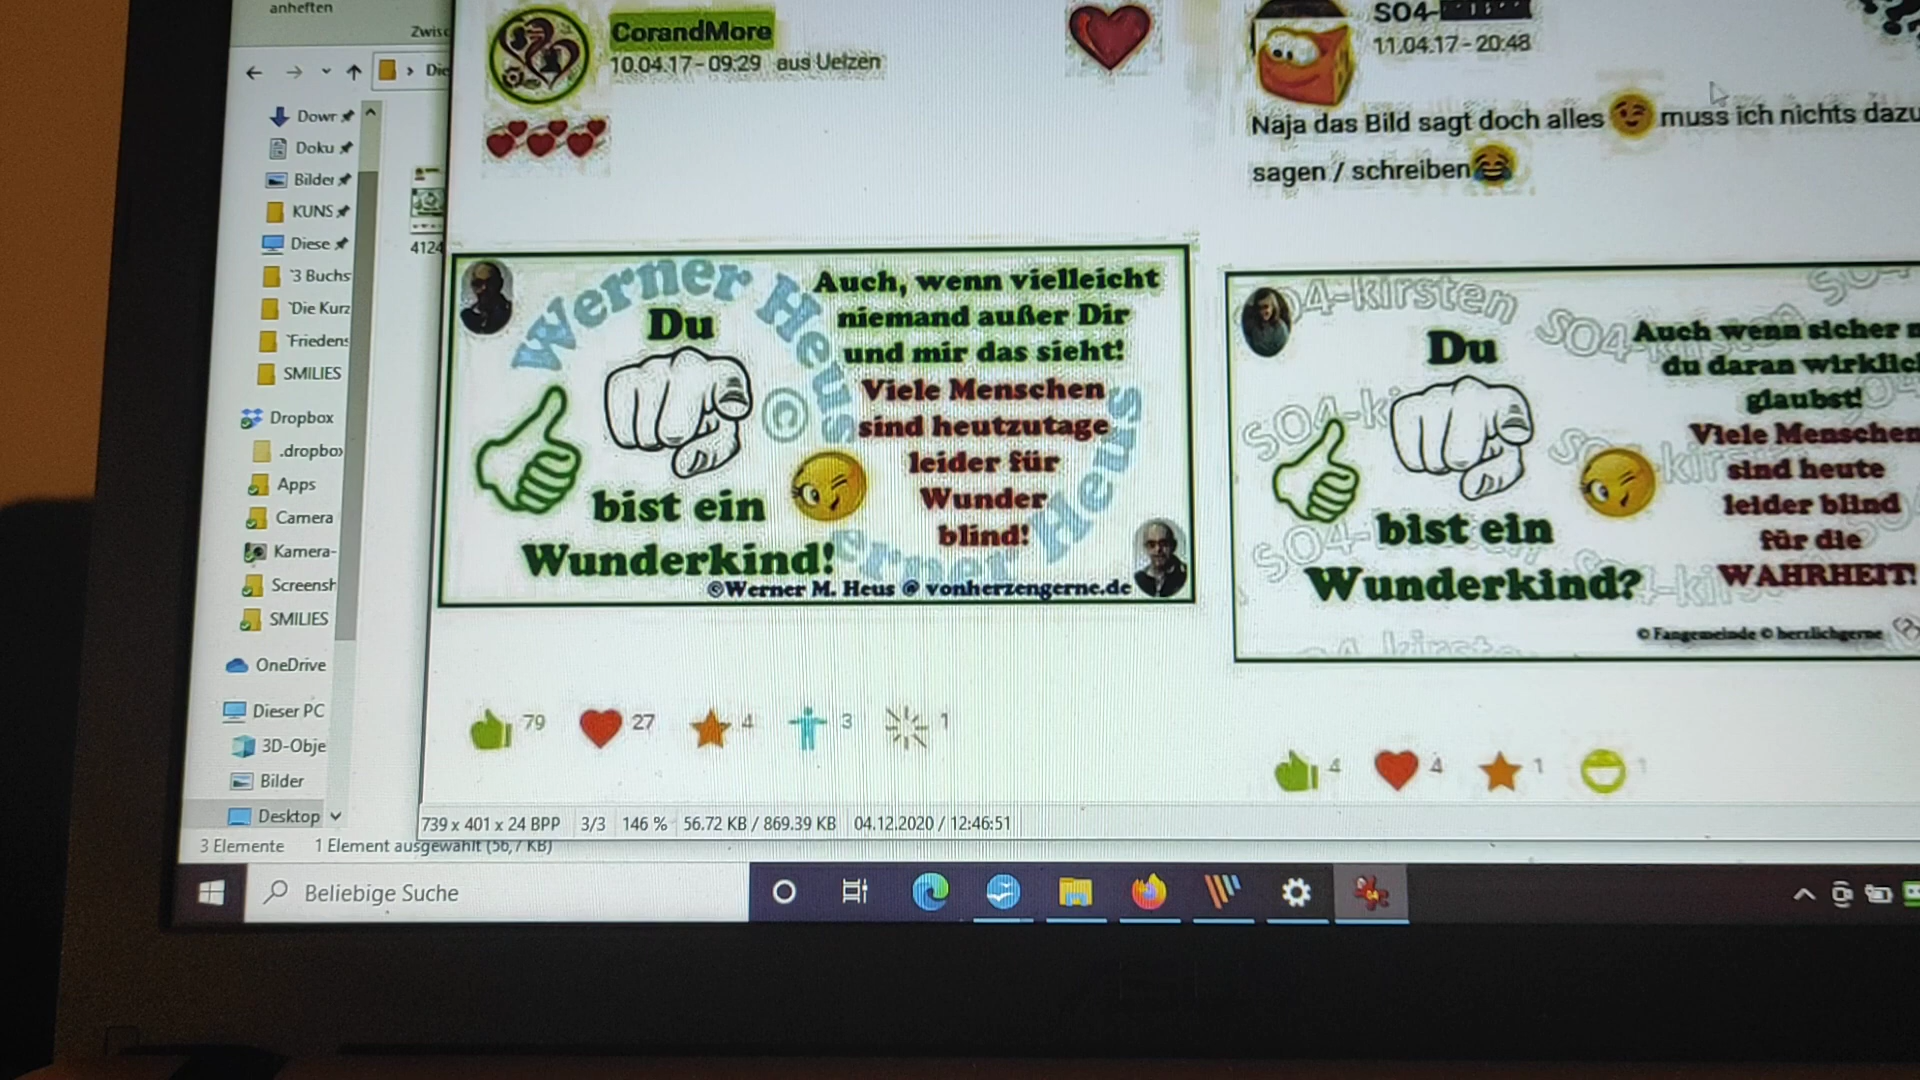 anheften
CorandMore
10.04.17 - 09:29 aus Uelzen
SO4-
11.04.17 - 20:48
Naja das Bild sagt doch alles muss ich nichts dazu
sagen / schreiben
Dowr
Doku
Bilder
KUNS
Diese
`3 Buchs
`Die Kurz
`Friedens
SMILIES
Dropbox
.dropbox
Apps
Camera
Kamera-
Screensh
SMILIES
OneDrive
Dieser PC
3D-Obje
Bilder
Desktop
4124
Werner Heus © Werner Heus
Du
bist ein
Wunderkind!
Auch, wenn vielleicht
niemand außer Dir
und mir das sieht!
Viele Menschen
sind heutzutage
leider für
Wunder
blind!
©Werner M. Heus @ vonherzengerne.de
SO4-kirsten
Du
bist ein
Wunderkind?
Auch wenn sicher
du daran wirklich
glaubst!
Viele Menschen
sind heute
leider blind
für die
WAHRHEIT!
© Fangemeinde © herzlichgerne
79 27 4 3 1
4 4 1 1
739 x 401 x 24 BPP 3/3 146 % 56.72 KB / 869.39 KB 04.12.2020 / 12:46:51
3 Elemente 1 Element ausgewählt (56,7 KB)
Beliebige Suche